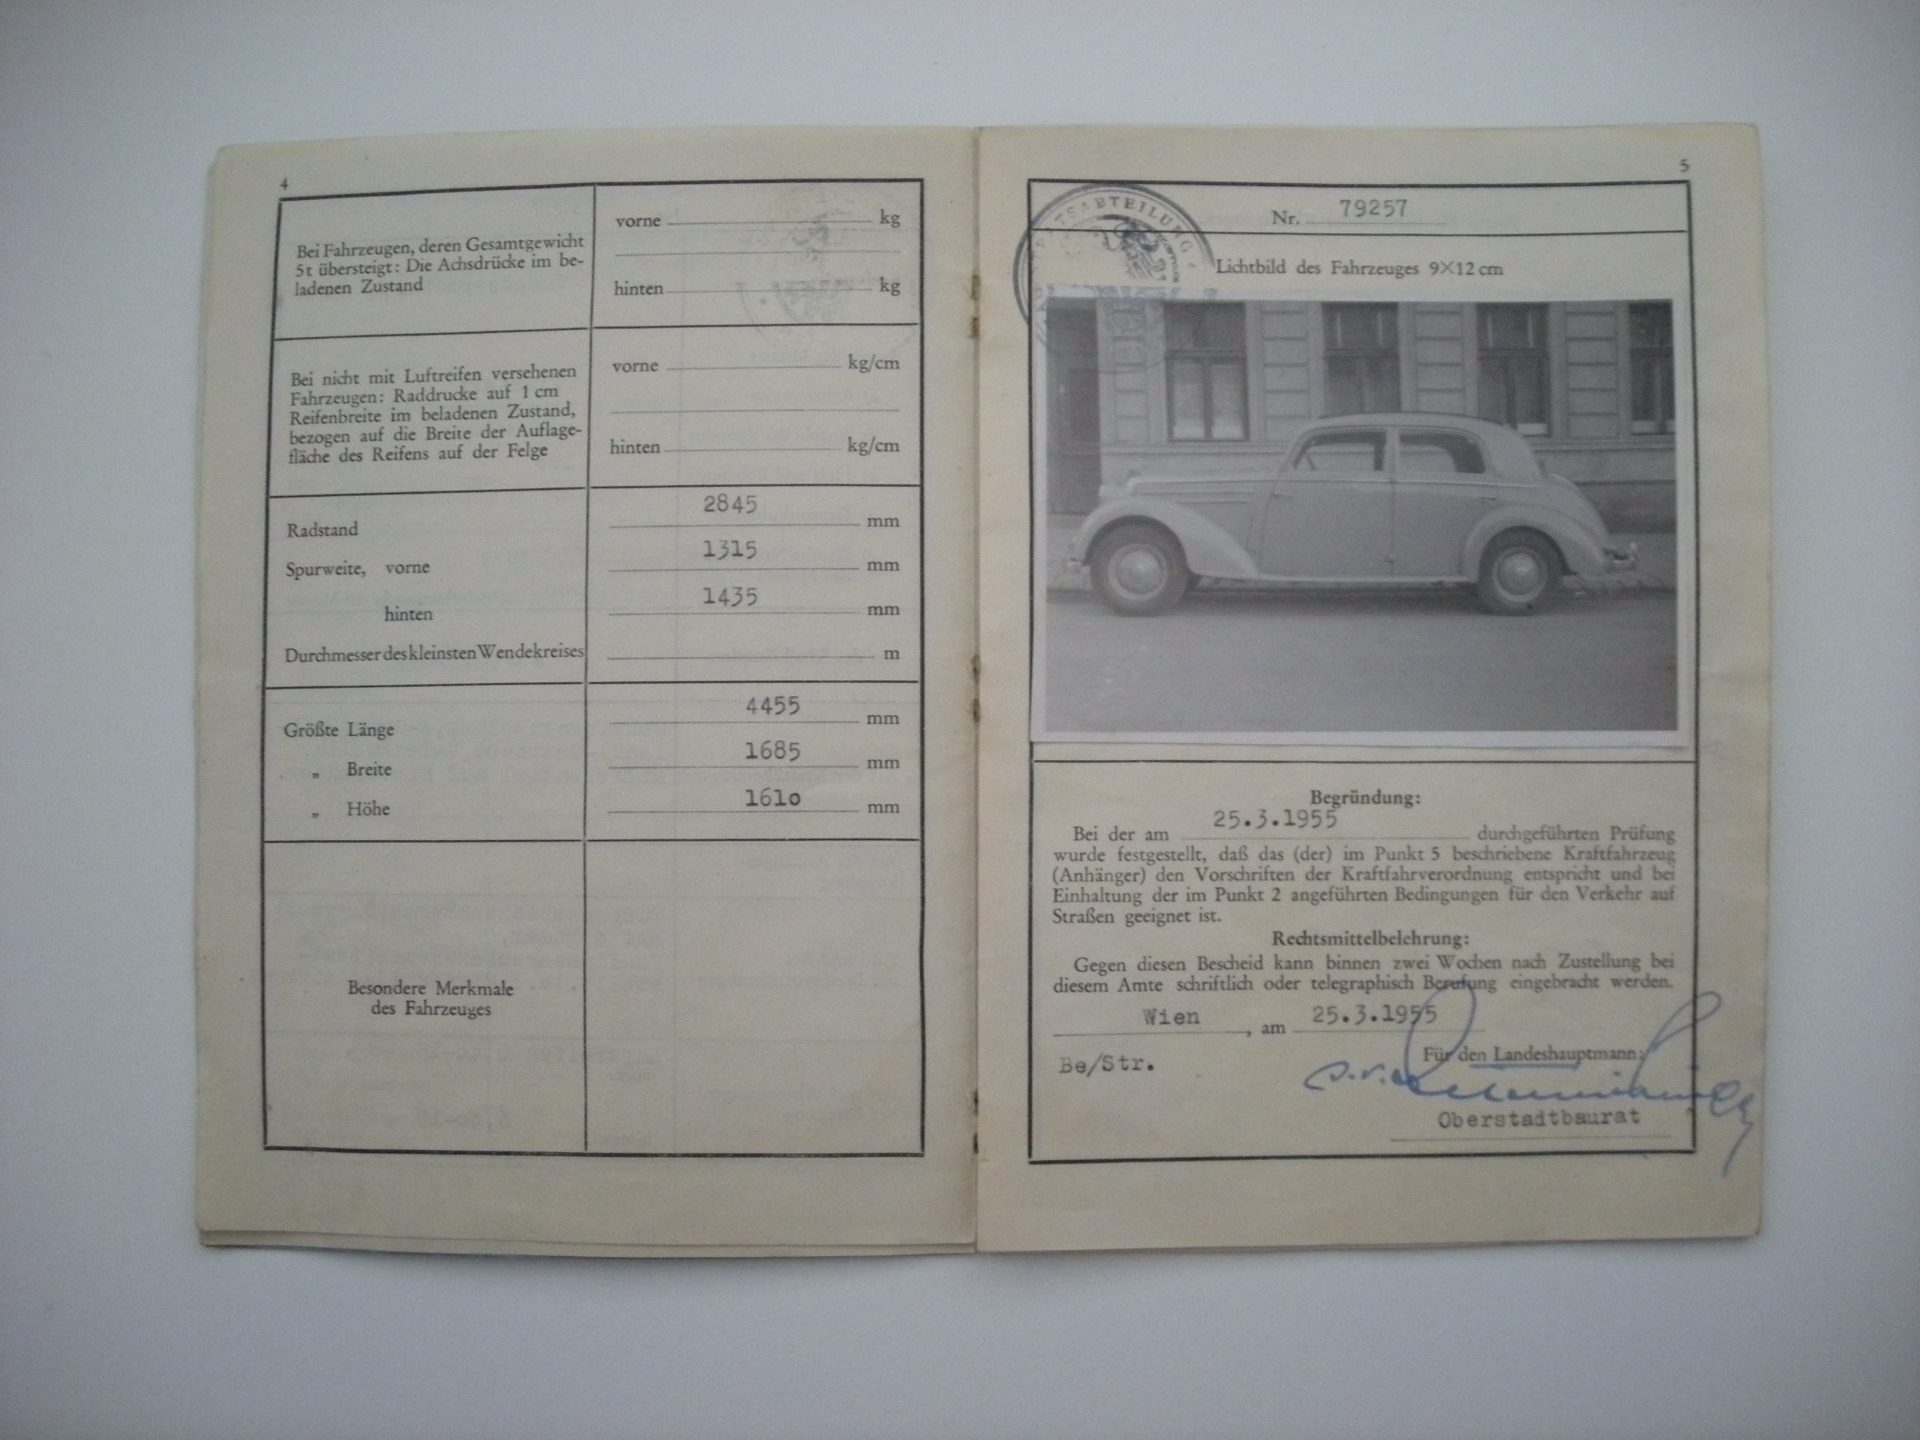 4
Bei Fahrzeugen, deren Gesamtgewicht
5 t übersteigt: Die Achsdrücke im be-
ladenen Zustand
vorne kg
hinten kg
Bei nicht mit Luftreifen versehenen
Fahrzeugen: Raddrucke auf 1 cm
Reifenbreite im beladenen Zustand,
bezogen auf die Breite der Auflage-
fläche des Reifens auf der Felge
vorne kg/cm
hinten kg/cm
Radstand 2845 mm
Spurweite, vorne 1315 mm
hinten 1435 mm
Durchmesser des kleinsten Wendekreises m
Größte Länge 4455 mm
„ Breite 1685 mm
„ Höhe 1610 mm
Besondere Merkmale
des Fahrzeuges
5
Nr. 79257
Lichtbild des Fahrzeuges 9×12 cm
Begründung:
Bei der am 25.3.1955 durchgeführten Prüfung
wurde festgestellt, daß das (der) im Punkt 5 beschriebene Kraftfahrzeug
(Anhänger) den Vorschriften der Kraftfahrverordnung entspricht und bei
Einhaltung der im Punkt 2 angeführten Bedingungen für den Verkehr auf
Straßen geeignet ist.
Rechtsmittelbelehrung:
Gegen diesen Bescheid kann binnen zwei Wochen nach Zustellung bei
diesem Amte schriftlich oder telegraphisch Berufung eingebracht werden.
Wien, am 25.3.1955
Be/Str.
Für den Landeshauptmann:
Oberstadtbaurat